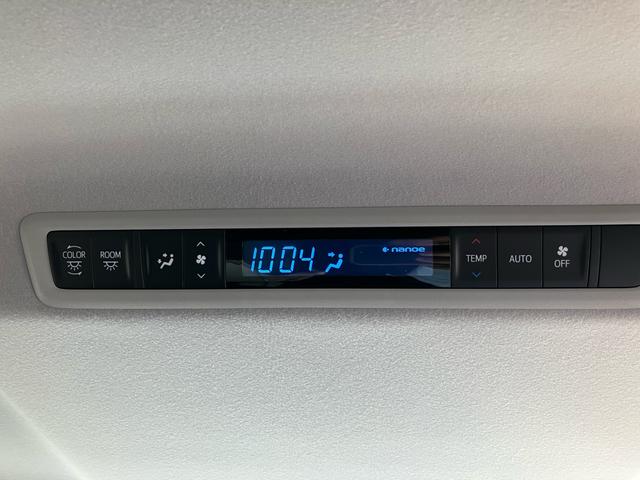 COLOR
ROOM
1004
nanoe
TEMP
AUTO
OFF